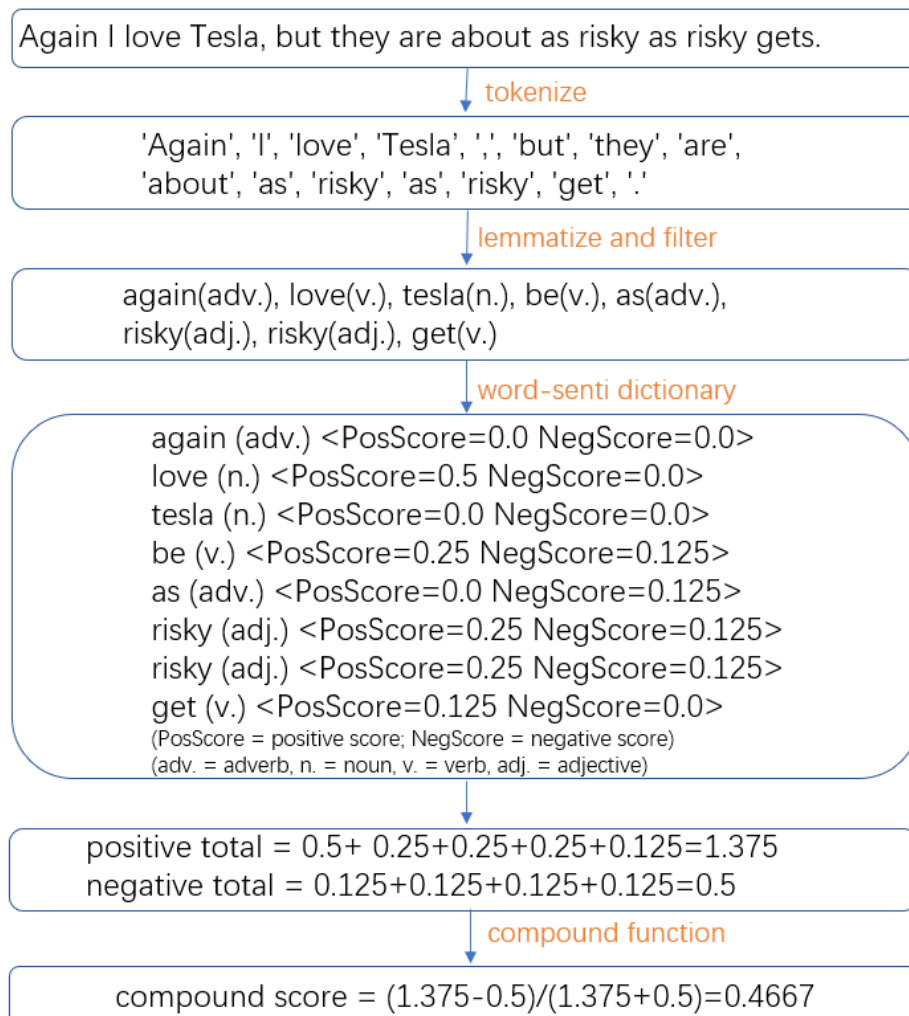 Again I love Tesla, but they are about as risky as risky gets.
tokenize
'Again', 'I', 'love', 'Tesla’, ',', 'but', 'they', 'are',
'about', 'as', 'risky', 'as', 'risky', 'get', '.'
lemmatize and filter
again(adv.), love(v.), tesla(n.), be(v.), as(adv.),
risky(adj.), risky(adj.), get(v.)
word-senti dictionary
again (adv.) <PosScore=0.0 NegScore=0.0>
love (n.) <PosScore=0.5 NegScore=0.0>
tesla (n.) <PosScore=0.0 NegScore=0.0>
be (v.) <PosScore=0.25 NegScore=0.125>
as (adv.) <PosScore=0.0 NegScore=0.125>
risky (adj.) <PosScore=0.25 NegScore=0.125>
risky (adj.) <PosScore=0.25 NegScore=0.125>
get (v.) <PosScore=0.125 NegScore=0.0>
(PosScore = positive score; NegScore = negative score)
(adv. = adverb, n. = noun, v. = verb, adj. = adjective)
positive total = 0.5+ 0.25+0.25+0.25+0.125=1.375
negative total = 0.125+0.125+0.125+0.125=0.5
compound function
compound score = (1.375-0.5)/(1.375+0.5)=0.4667